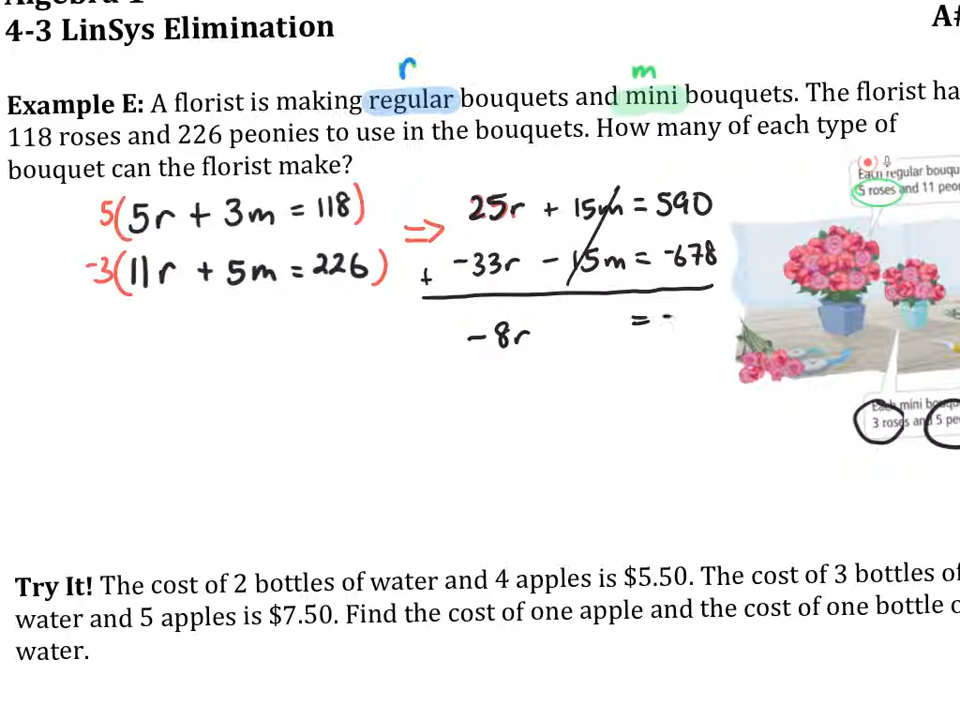 4-3 LinSys Elimination
r m
Example E: A florist is making regular bouquets and mini bouquets. The florist ha
118 roses and 226 peonies to use in the bouquets. How many of each type of
bouquet can the florist make?
Each regular bouqu
5 roses and 11 peo
5(5r + 3m = 118) => 25r + 15m = 590
-3(11r + 5m = 226) + -33r - 15m = -678
-8r = -
Each mini bouqu
3 roses and 5 pe
Try It! The cost of 2 bottles of water and 4 apples is $5.50. The cost of 3 bottles of
water and 5 apples is $7.50. Find the cost of one apple and the cost of one bottle o
water.